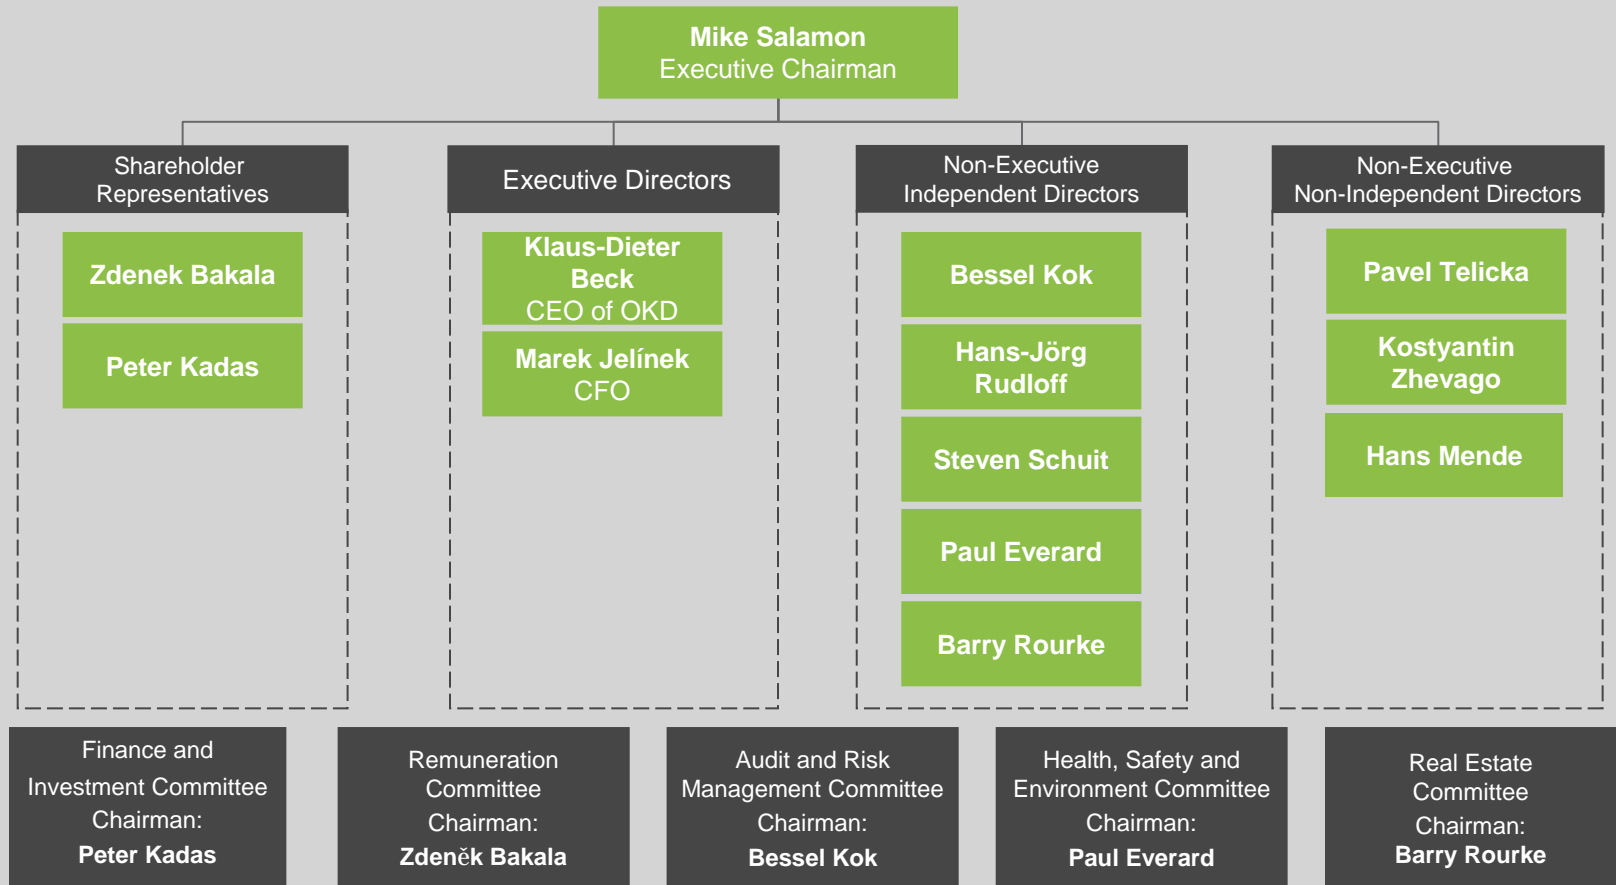 Mike Salamon
Executive Chairman
Shareholder
Representatives
Zdenek Bakala
Peter Kadas
Executive Directors
Klaus-Dieter
Beck
CEO of OKD
Marek Jelínek
CFO
Non-Executive
Independent Directors
Bessel Kok
Hans-Jörg
Rudloff
Steven Schuit
Paul Everard
Barry Rourke
Non-Executive
Non-Independent Directors
Pavel Telicka
Kostyantin
Zhevago
Hans Mende
Finance and
Investment Committee
Chairman:
Peter Kadas
Remuneration
Committee
Chairman:
Zdeněk Bakala
Audit and Risk
Management Committee
Chairman:
Bessel Kok
Health, Safety and
Environment Committee
Chairman:
Paul Everard
Real Estate
Committee
Chairman:
Barry Rourke